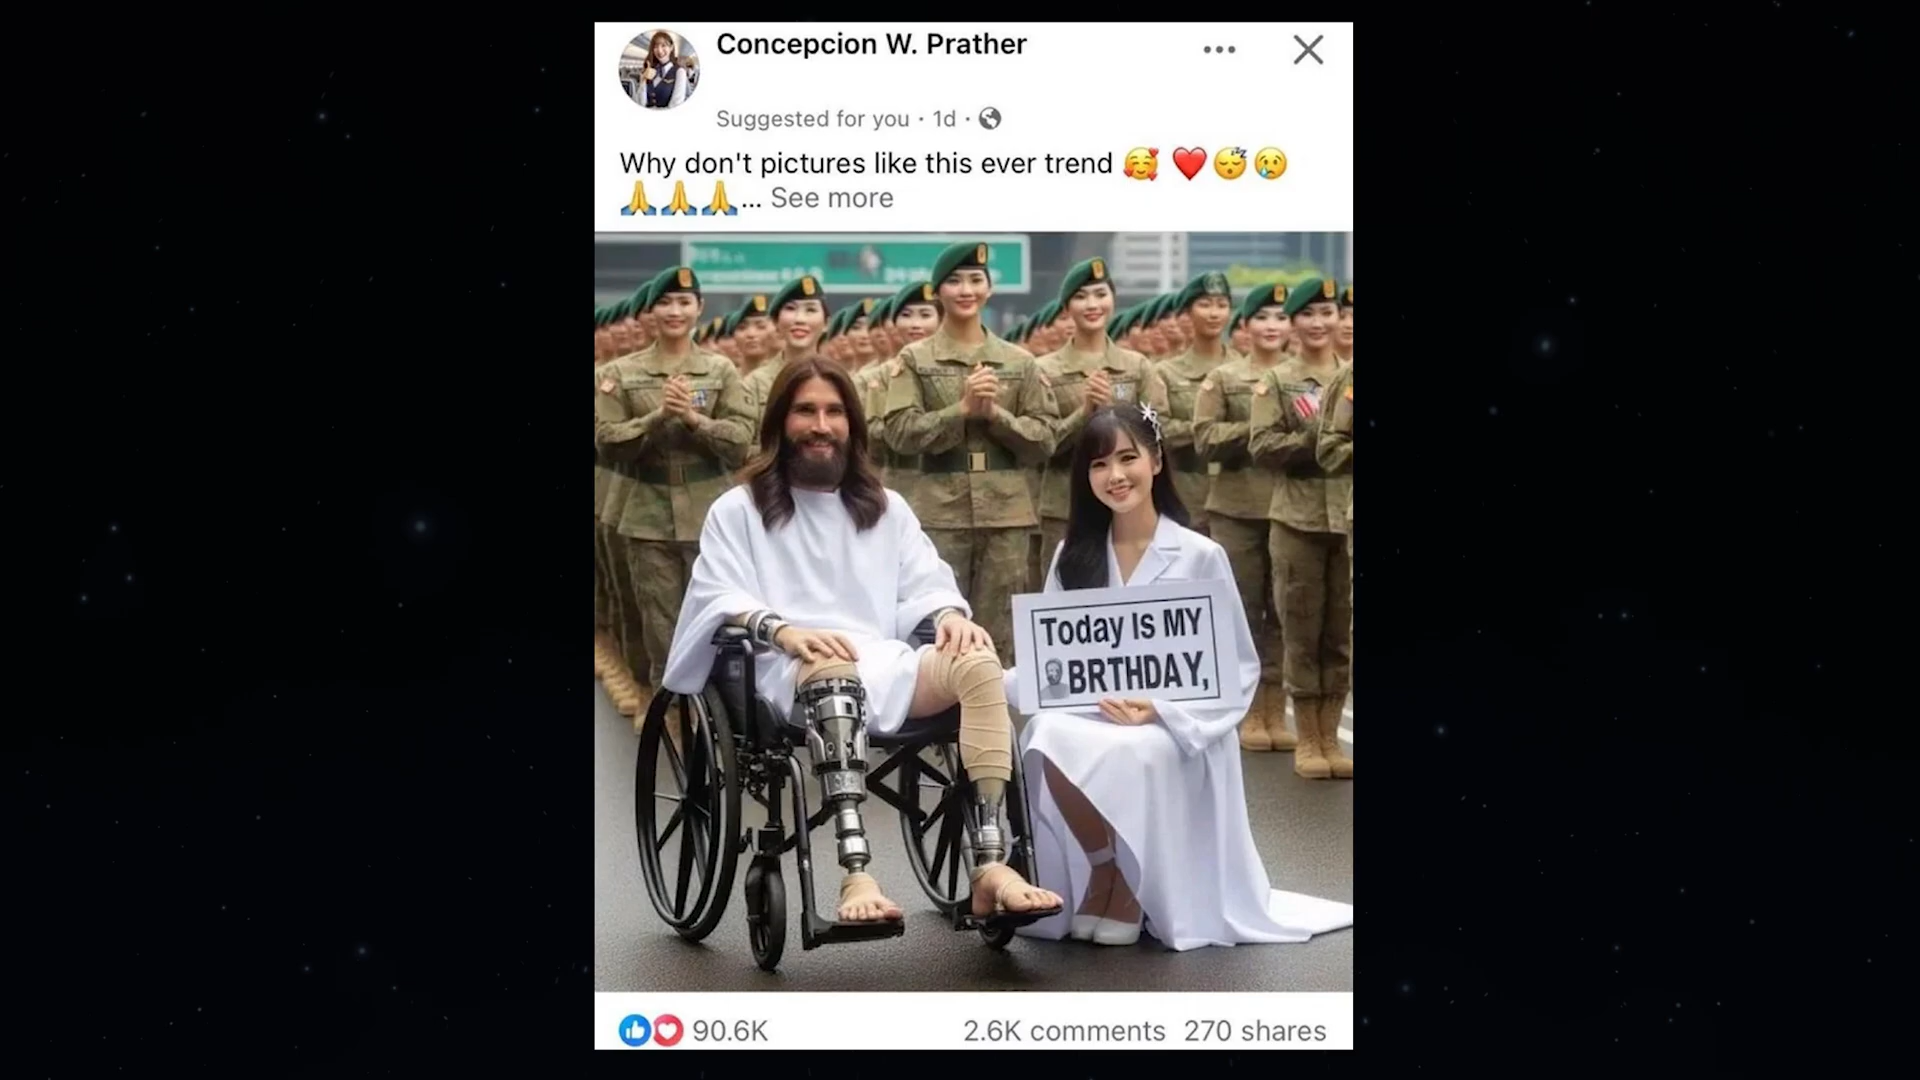 Concepcion W. Prather
Suggested for you · 1d ·
Why don't pictures like this ever trend 🥰 ❤️😴😢
🙏🙏🙏... See more
Today Is MY
BRTHDAY,
90.6K 2.6K comments 270 shares